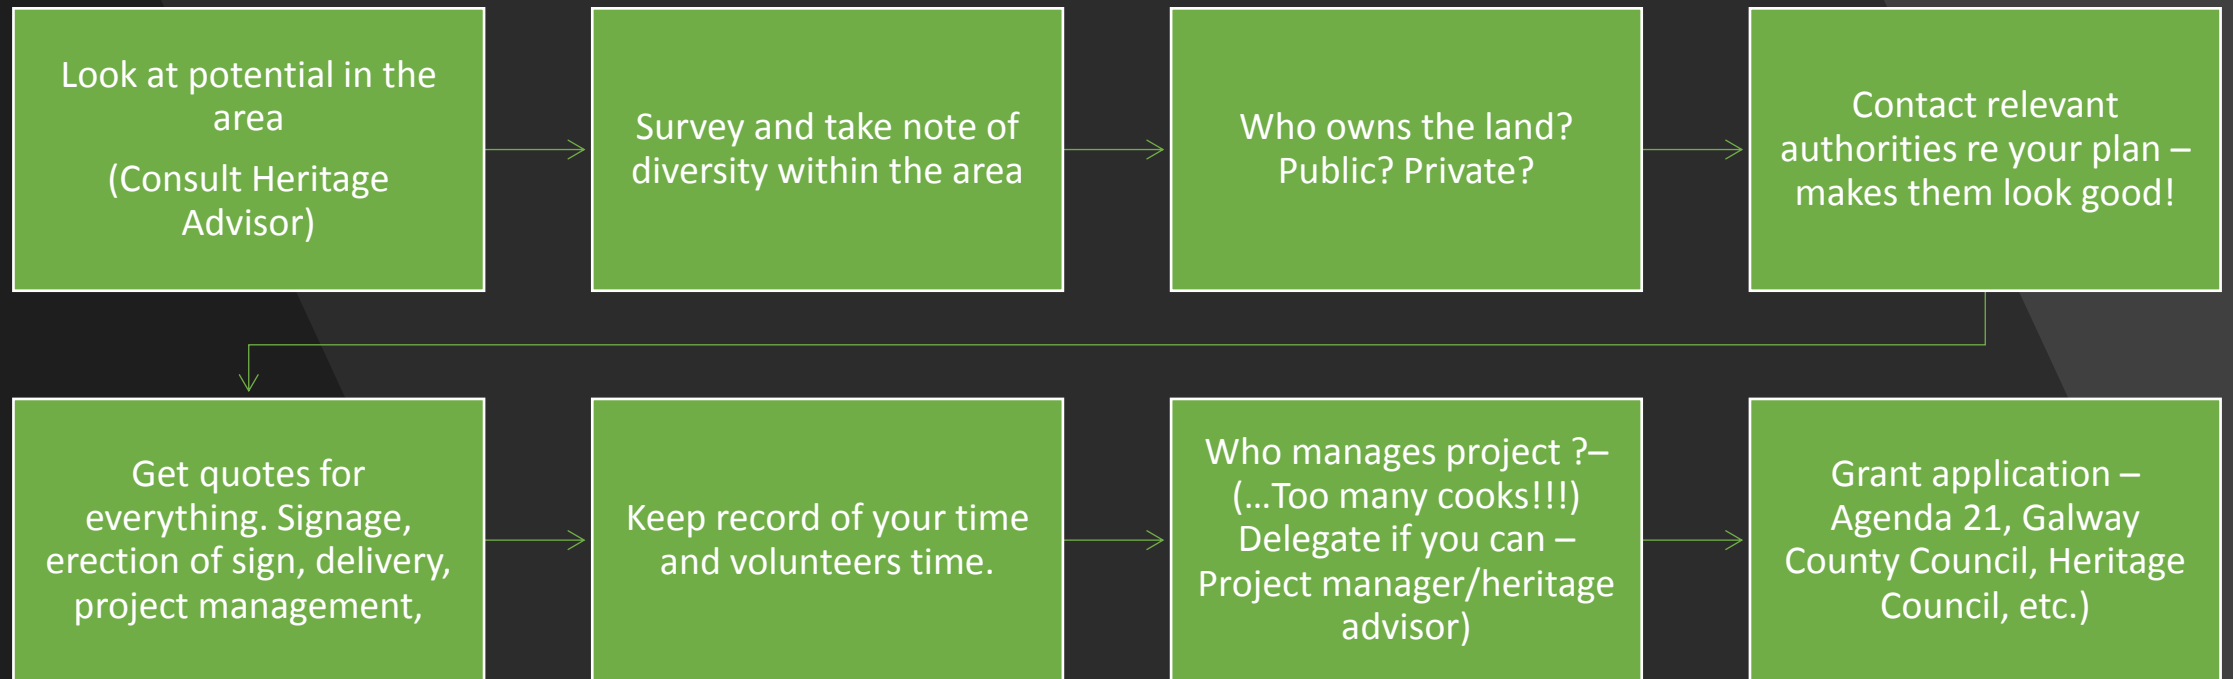 Look at potential in the
area
(Consult Heritage
Advisor)
Survey and take note of
diversity within the area
Who owns the land?
Public? Private?
Contact relevant
authorities re your plan –
makes them look good!
Get quotes for
everything. Signage,
erection of sign, delivery,
project management,
Keep record of your time
and volunteers time.
Who manages project ?–
(...Too many cooks!!!)
Delegate if you can –
Project manager/heritage
advisor)
Grant application –
Agenda 21, Galway
County Council, Heritage
Council, etc.)